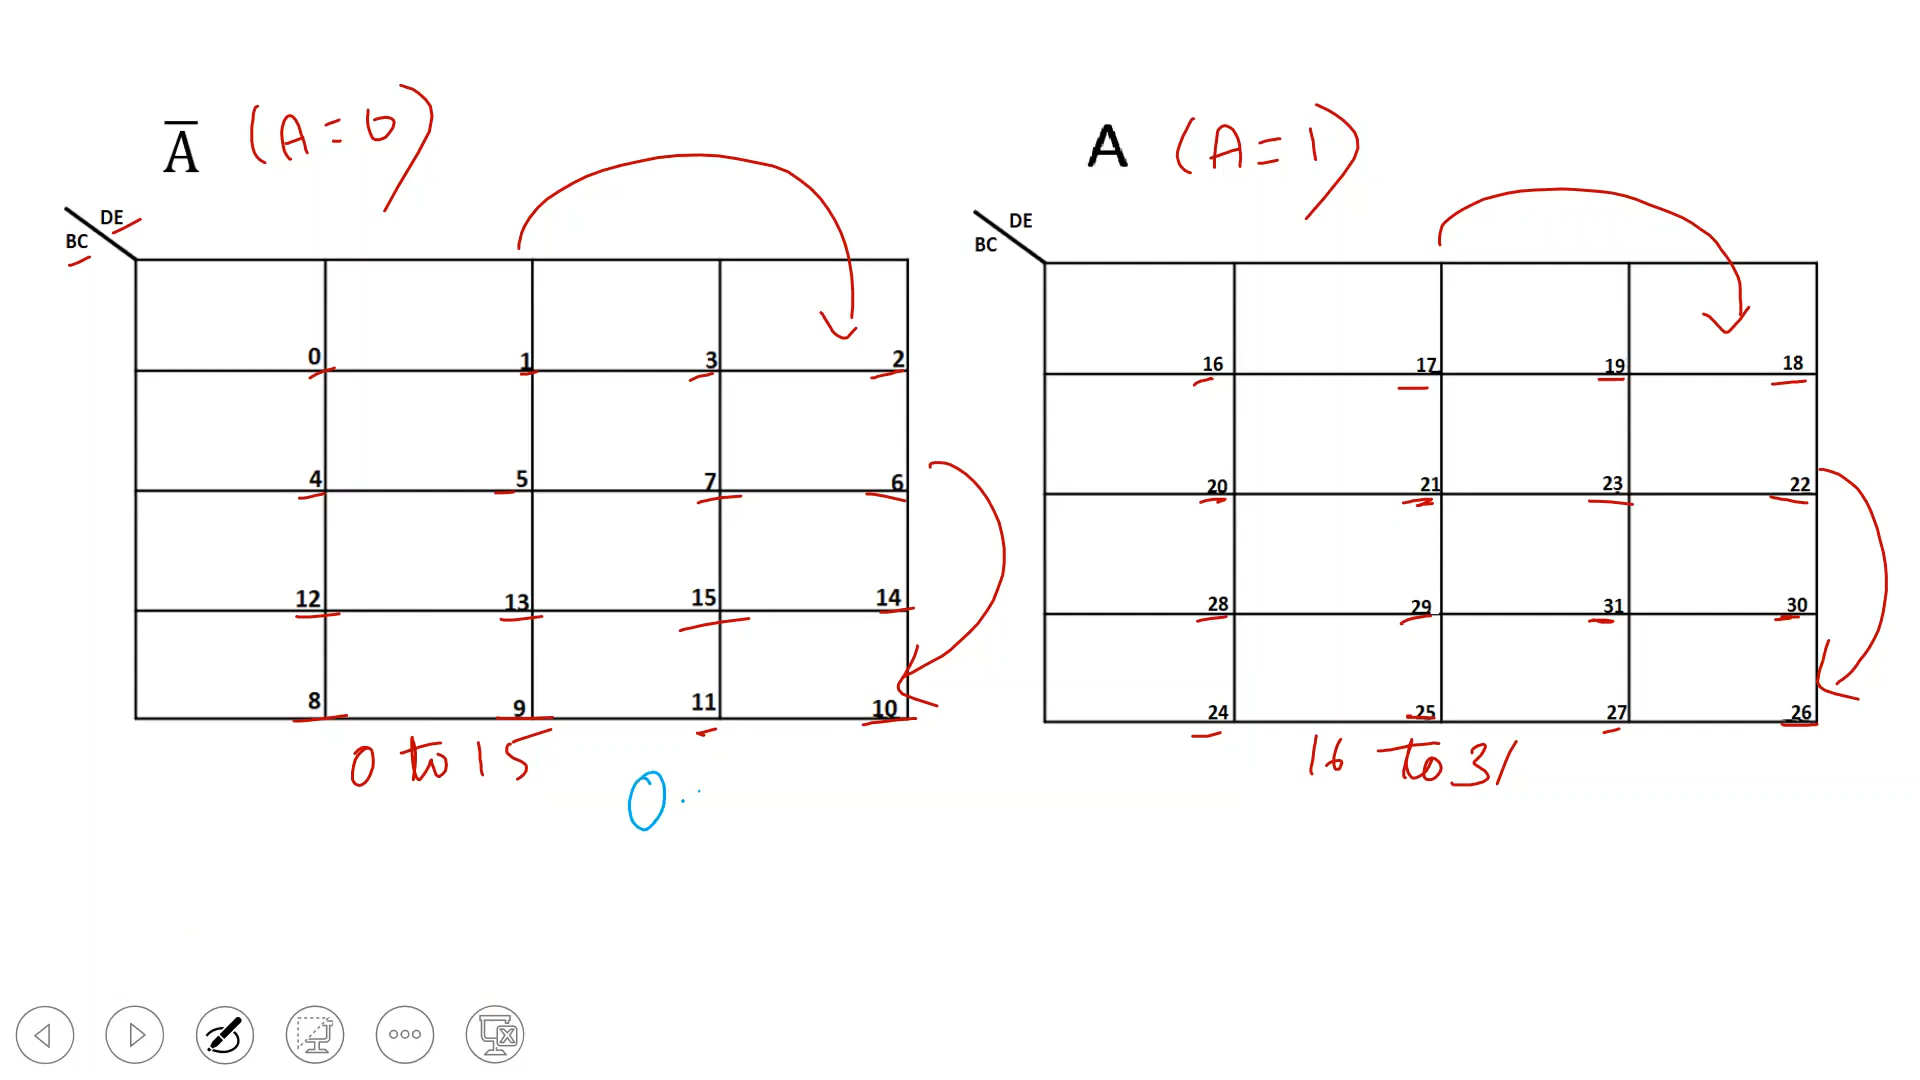 A̅ (A=0)
DE
BC
0 1 3 2
4 5 7 6
12 13 15 14
8 9 11 10
0 to 15
0
A (A=1)
DE
BC
16 17 19 18
20 21 23 22
28 29 31 30
24 25 27 26
16 to 31